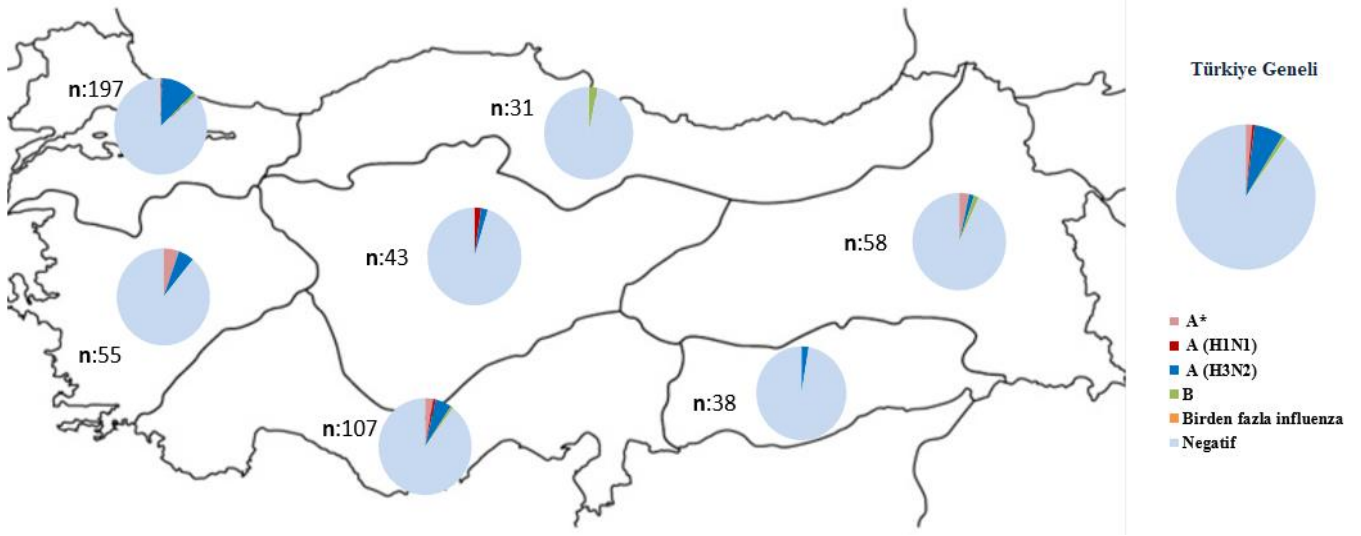 n:197
n:31
n:43
n:58
n:55
n:38
n:107
Türkiye Geneli
A*
A (H1N1)
A (H3N2)
B
Birden fazla influenza
Negatif